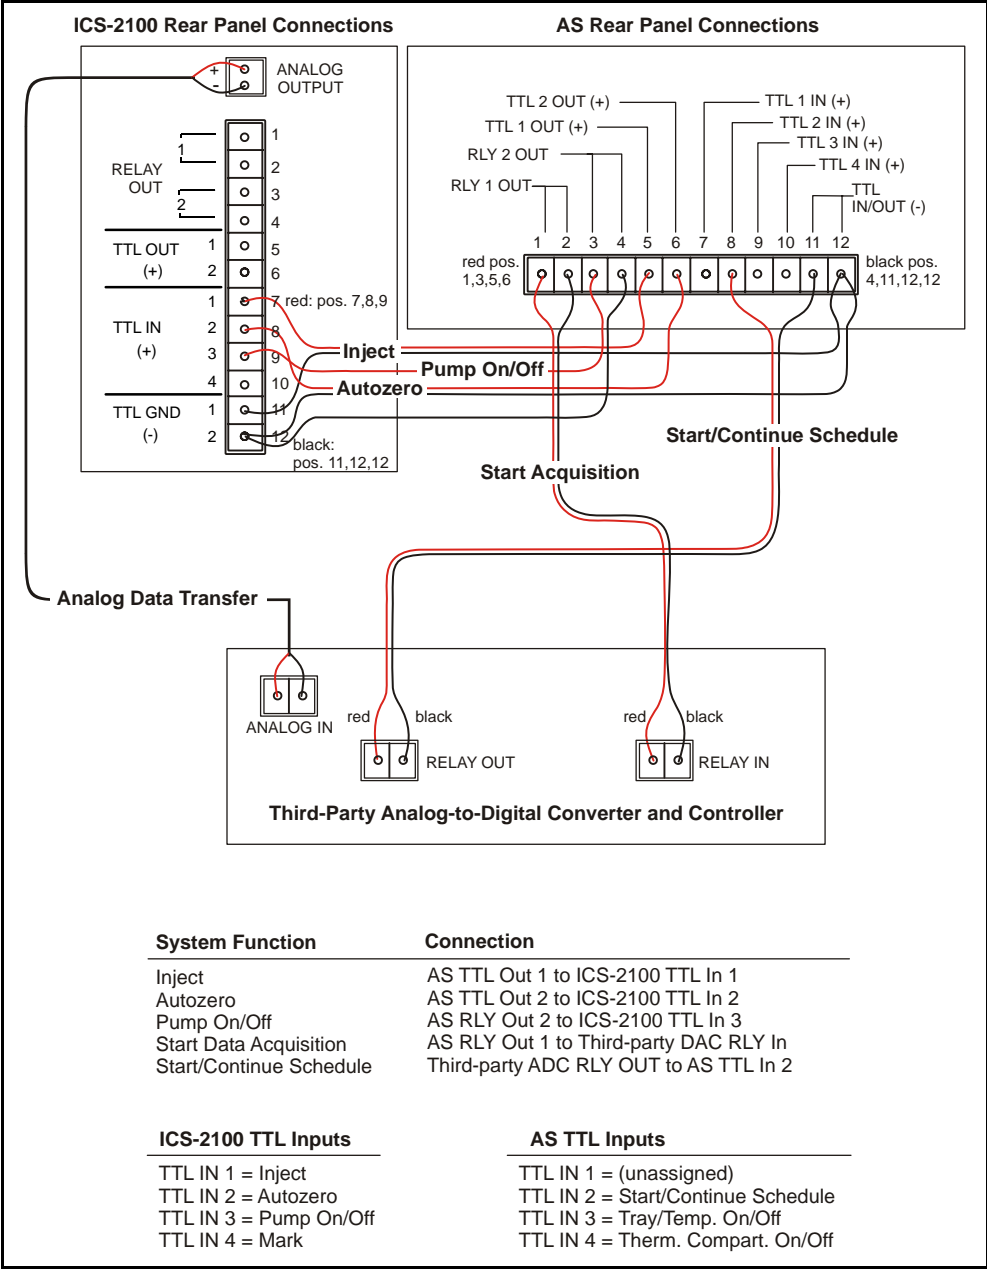 ICS-2100 Rear Panel Connections
AS Rear Panel Connections
+
-
ANALOG
OUTPUT
RELAY
OUT
1
2
1
2
3
4
TTL OUT
(+)
1
2
5
6
TTL IN
(+)
1
2
3
4
7 red: pos. 7,8,9
8
9
10
TTL GND
(-)
1
2
11
12
black:
pos. 11,12,12
TTL 2 OUT (+)
TTL 1 OUT (+)
RLY 2 OUT
RLY 1 OUT
TTL 1 IN (+)
TTL 2 IN (+)
TTL 3 IN (+)
TTL 4 IN (+)
TTL
IN/OUT (-)
1 2 3 4 5 6 7 8 9 10 11 12
red pos.
1,3,5,6
black pos.
4,11,12,12
Inject
Pump On/Off
Autozero
Start/Continue Schedule
Start Acquisition
Analog Data Transfer
ANALOG IN
red
black
RELAY OUT
red
black
RELAY IN
Third-Party Analog-to-Digital Converter and Controller
System Function Connection
Inject AS TTL Out 1 to ICS-2100 TTL In 1
Autozero AS TTL Out 2 to ICS-2100 TTL In 2
Pump On/Off AS RLY Out 2 to ICS-2100 TTL In 3
Start Data Acquisition AS RLY Out 1 to Third-party DAC RLY In
Start/Continue Schedule Third-party ADC RLY OUT to AS TTL In 2
ICS-2100 TTL Inputs
TTL IN 1 = Inject
TTL IN 2 = Autozero
TTL IN 3 = Pump On/Off
TTL IN 4 = Mark
AS TTL Inputs
TTL IN 1 = (unassigned)
TTL IN 2 = Start/Continue Schedule
TTL IN 3 = Tray/Temp. On/Off
TTL IN 4 = Therm. Compart. On/Off